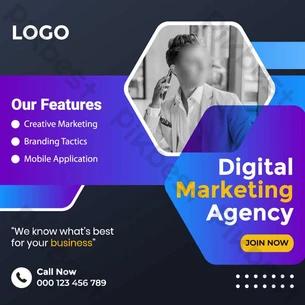 LOGO
Our Features
Creative Marketing
Branding Tactics
Mobile Application
Digital
Marketing
Agency
"We know what's best
for your business"
JOIN NOW
Call Now
000 123 456 789
pikbest